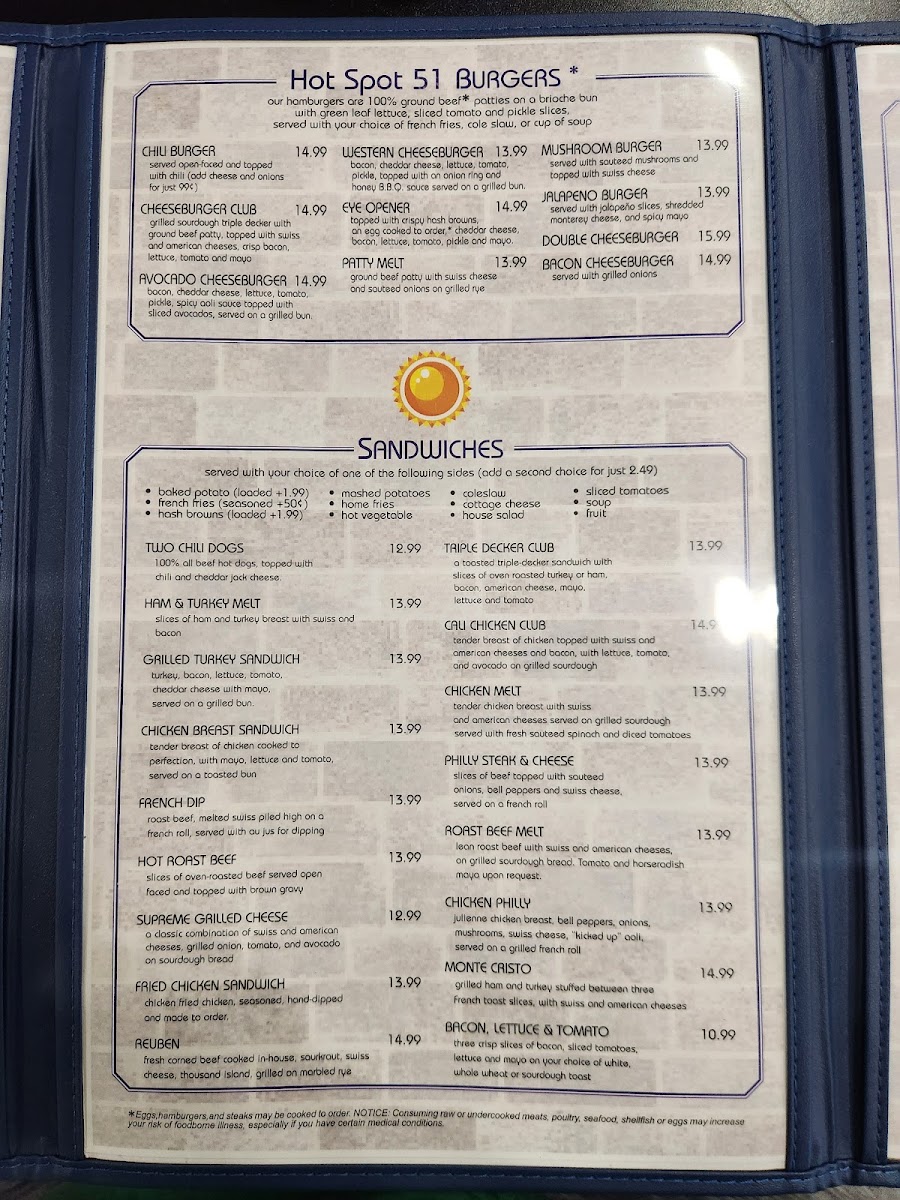 Hot Spot 51 BURGERS *
our hamburgers are 100% ground beef* patties on a brioche bun
with green leaf lettuce, sliced tomato and pickle slices,
served with your choice of french fries, cole slaw, or cup of soup
CHILI BURGER 14.99
served open-faced and topped
with chili (add cheese and onions
for just 99¢)
CHEESEBURGER CLUB 14.99
grilled sourdough triple decker with
ground beef patty, topped with swiss
and american cheeses, crisp bacon,
lettuce, tomato and mayo
AVOCADO CHEESEBURGER 14.99
bacon, cheddar cheese, lettuce, tomato,
pickle, spicy aoli sauce topped with
sliced avocados, served on a grilled bun.
WESTERN CHEESEBURGER 13.99
bacon, cheddar cheese, lettuce, tomato,
pickle, topped with an onion ring and
honey B.B.Q. sauce served on a grilled bun.
EYE OPENER 14.99
topped with crispy hash browns,
an egg cooked to order,* cheddar cheese,
bacon, lettuce, tomato, pickle and mayo.
PATTY MELT 13.99
ground beef patty with swiss cheese
and sauteed onions on grilled rye
MUSHROOM BURGER 13.99
served with sauteed mushrooms and
topped with swiss cheese
JALAPENO BURGER 13.99
served with jalapeño slices, shredded
monterey cheese, and spicy mayo
DOUBLE CHEESEBURGER 15.99
BACON CHEESEBURGER 14.99
served with grilled onions
SANDWICHES
served with your choice of one of the following sides (add a second choice for just 2.49)
• baked potato (loaded +1.99)
• french fries (seasoned +50¢)
• hash browns (loaded +1.99)
• mashed potatoes
• home fries
• hot vegetable
• coleslaw
• cottage cheese
• house salad
• sliced tomatoes
• soup
• fruit
TWO CHILI DOGS 12.99
100% all beef hot dogs, topped with
chili and cheddar jack cheese.
HAM & TURKEY MELT 13.99
slices of ham and turkey breast with swiss and
bacon
GRILLED TURKEY SANDWICH 13.99
turkey, bacon, lettuce, tomato,
cheddar cheese with mayo,
served on a grilled bun.
CHICKEN BREAST SANDWICH 13.99
tender breast of chicken cooked to
perfection, with mayo, lettuce and tomato,
served on a toasted bun
FRENCH DIP 13.99
roast beef, melted swiss piled high on a
french roll, served with au jus for dipping
HOT ROAST BEEF 13.99
slices of oven-roasted beef served open
faced and topped with brown gravy
SUPREME GRILLED CHEESE 12.99
a classic combination of swiss and american
cheeses, grilled onion, tomato, and avocado
on sourdough bread
FRIED CHICKEN SANDWICH 13.99
chicken fried chicken, seasoned, hand-dipped
and made to order.
REUBEN 14.99
fresh corned beef cooked in-house, saurkraut, swiss
cheese, thousand island, grilled on marbled rye
TRIPLE DECKER CLUB 13.99
a toasted triple-decker sandwich with
slices of oven roasted turkey or ham,
bacon, american cheese, mayo,
lettuce and tomato
CALI CHICKEN CLUB 14.9
tender breast of chicken topped with swiss and
american cheeses and bacon, with lettuce, tomato,
and avocado on grilled sourdough
CHICKEN MELT 13.99
tender chicken breast with swiss
and american cheeses served on grilled sourdough
served with fresh sauteed spinach and diced tomatoes
PHILLY STEAK & CHEESE 13.99
slices of beef topped with sauteed
onions, bell peppers and swiss cheese,
served on a french roll
ROAST BEEF MELT 13.99
lean roast beef with swiss and american cheeses,
on grilled sourdough bread. Tomato and horseradish
mayo upon request.
CHICKEN PHILLY 13.99
julienne chicken breast, bell peppers, onions,
mushrooms, swiss cheese, "kicked up" aoli,
served on a grilled french roll
MONTE CRISTO 14.99
grilled ham and turkey stuffed between three
french toast slices, with swiss and american cheeses
BACON, LETTUCE & TOMATO 10.99
three crisp slices of bacon, sliced tomatoes,
lettuce and mayo on your choice of white,
whole wheat or sourdough toast
*Eggs,hamburgers,and steaks may be cooked to order. NOTICE: Consuming raw or undercooked meats, poultry, seafood, shellfish or eggs may increase
your risk of foodborne illness, especially if you have certain medical conditions.